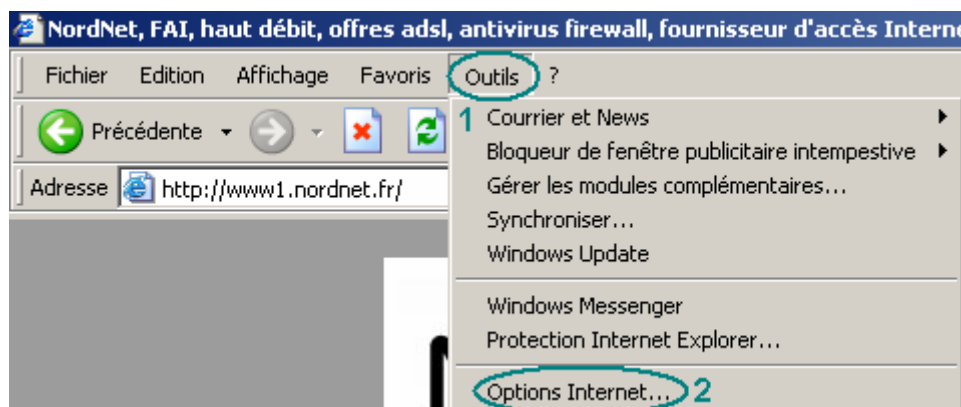 NordNet, FAI, haut débit, offres adsl, antivirus firewall, fournisseur d'accès Interne
Fichier Edition Affichage Favoris Outils ?
Précédente
1 Courrier et News
Bloqueur de fenêtre publicitaire intempestive
Adresse http://www1.nordnet.fr/
Gérer les modules complémentaires...
Synchroniser...
Windows Update
Windows Messenger
Protection Internet Explorer...
Options Internet... 2